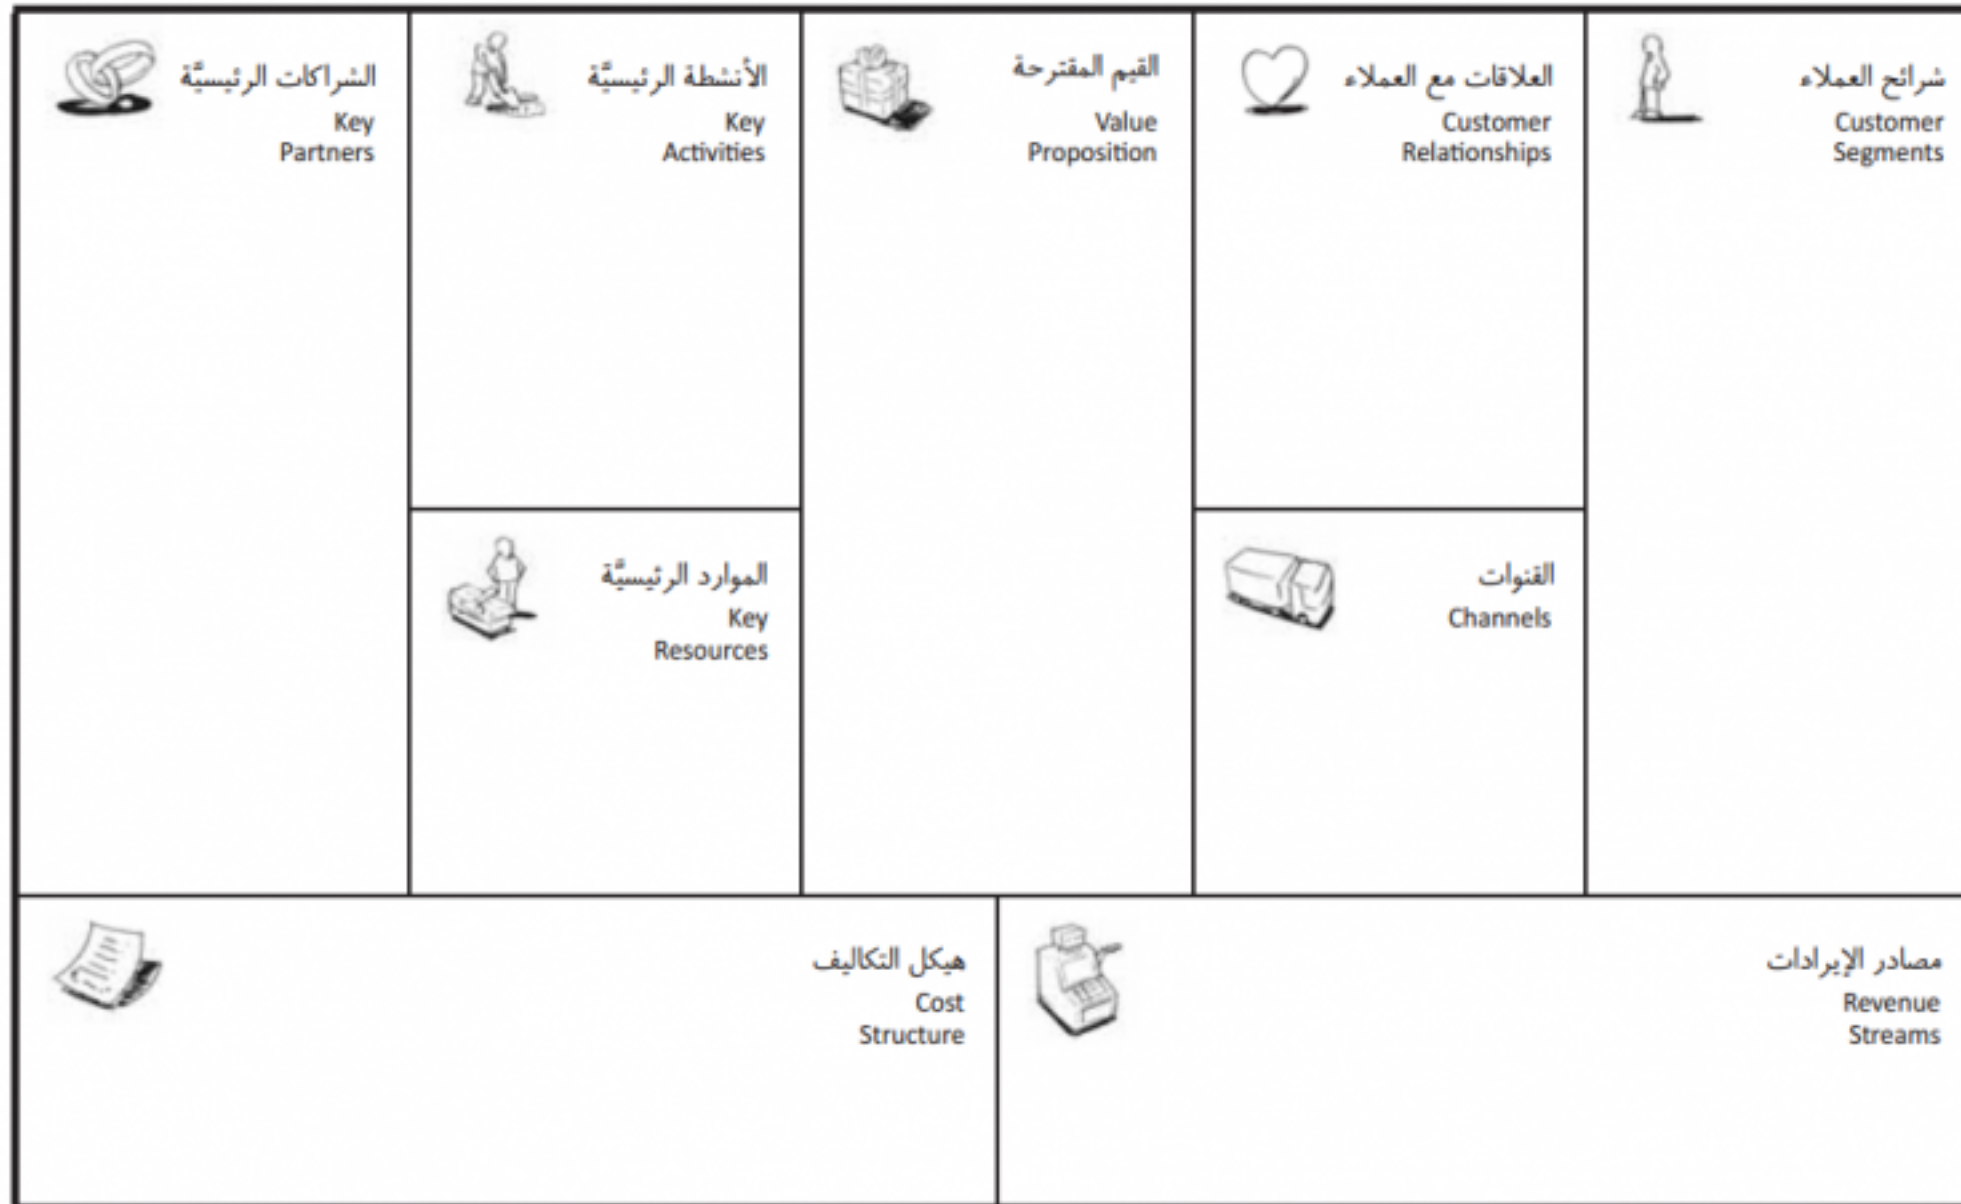 الشراكات الرئيسيَّة
Key
Partners
الأنشطة الرئيسيَّة
Key
Activities
القيم المقترحة
Value
Proposition
العلاقات مع العملاء
Customer
Relationships
شرائح العملاء
Customer
Segments
الموارد الرئيسيَّة
Key
Resources
القنوات
Channels
هيكل التكاليف
Cost
Structure
مصادر الإيرادات
Revenue
Streams